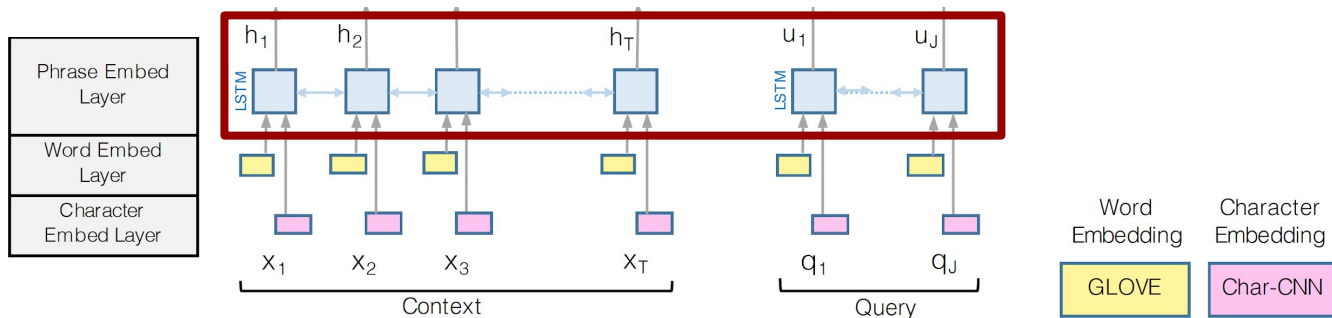 h1 h2 hT u1 uJ
Phrase Embed
Layer
LSTM
LSTM
Word Embed
Layer
Character
Embed Layer
x1 x2 x3 xT q1 qJ
Context
Query
Word
Embedding
Character
Embedding
GLOVE
Char-CNN